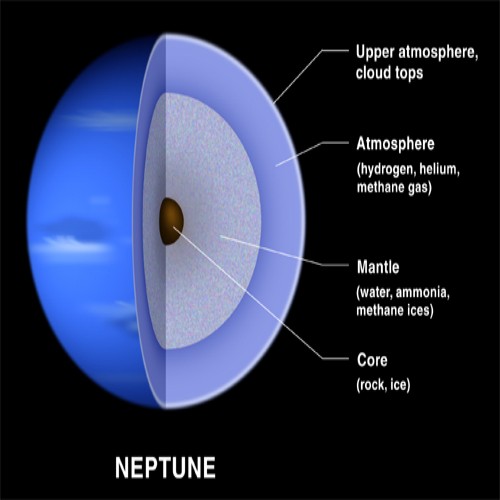 Upper atmosphere,
cloud tops
Atmosphere
(hydrogen, helium,
methane gas)
Mantle
(water, ammonia,
methane ices)
Core
(rock, ice)
NEPTUNE